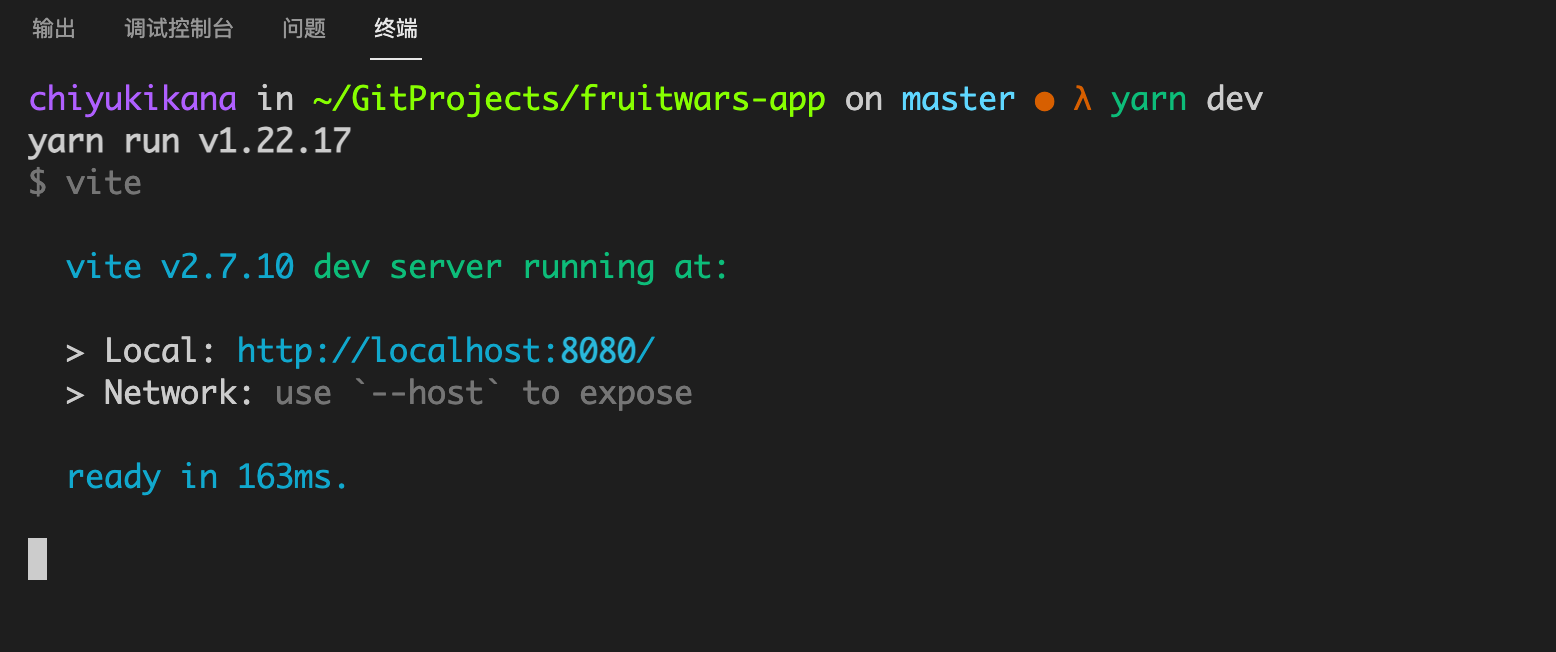 输出 调试控制台 问题 终端
chiyukikana in ~/GitProjects/fruitwars-app on master ● λ yarn dev
yarn run v1.22.17
$ vite
vite v2.7.10 dev server running at:
> Local: http://localhost:8080/
> Network: use `--host` to expose
ready in 163ms.